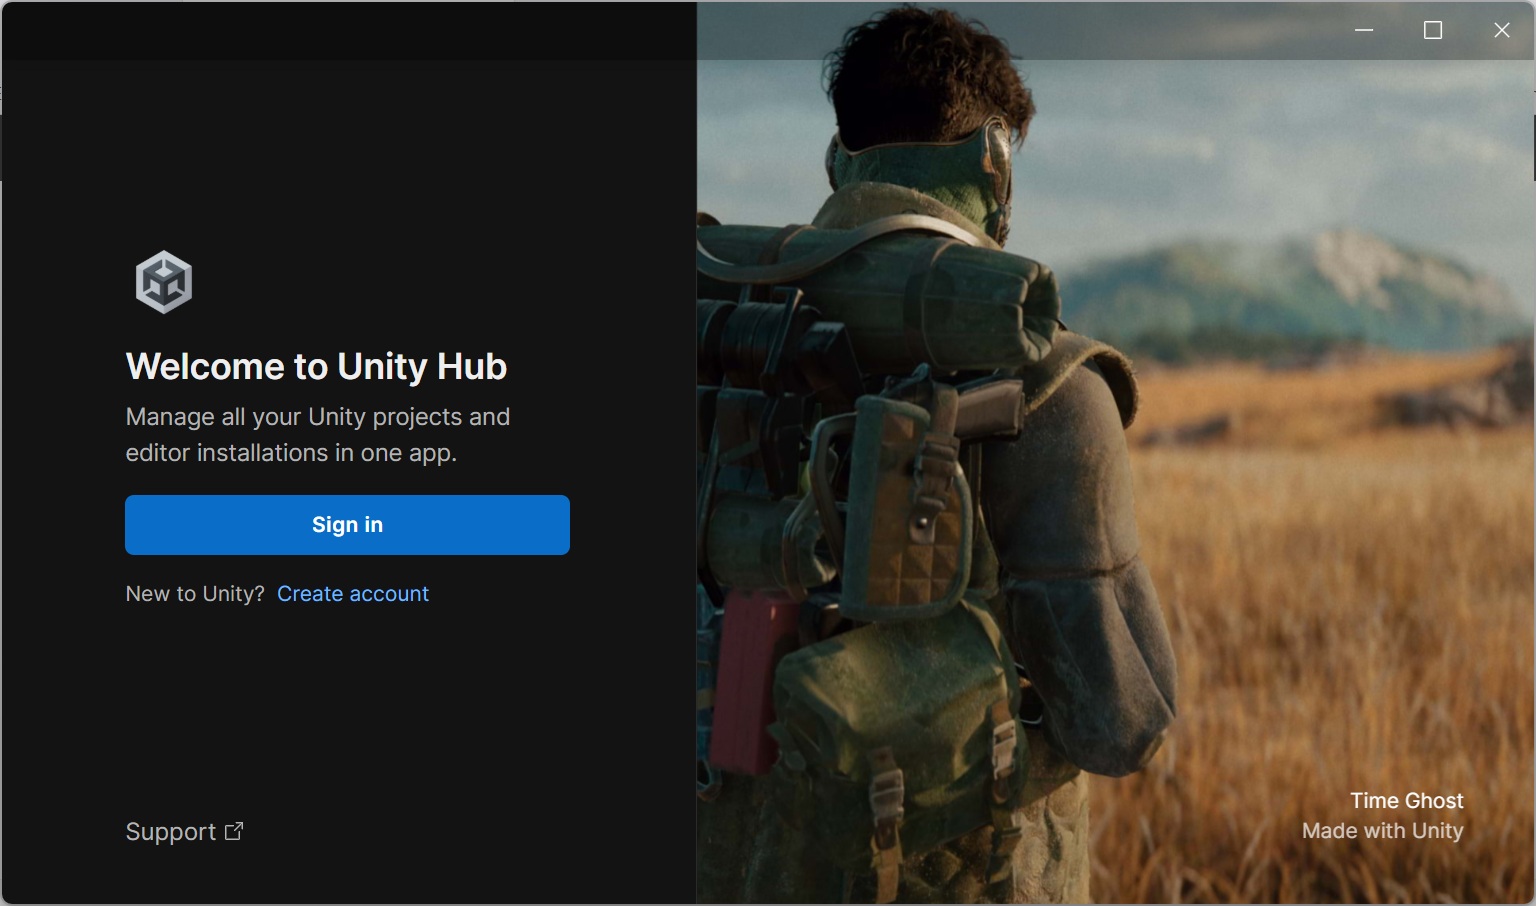 Welcome to Unity Hub
Manage all your Unity projects and
editor installations in one app.
Sign in
New to Unity? Create account
Support
Time Ghost
Made with Unity